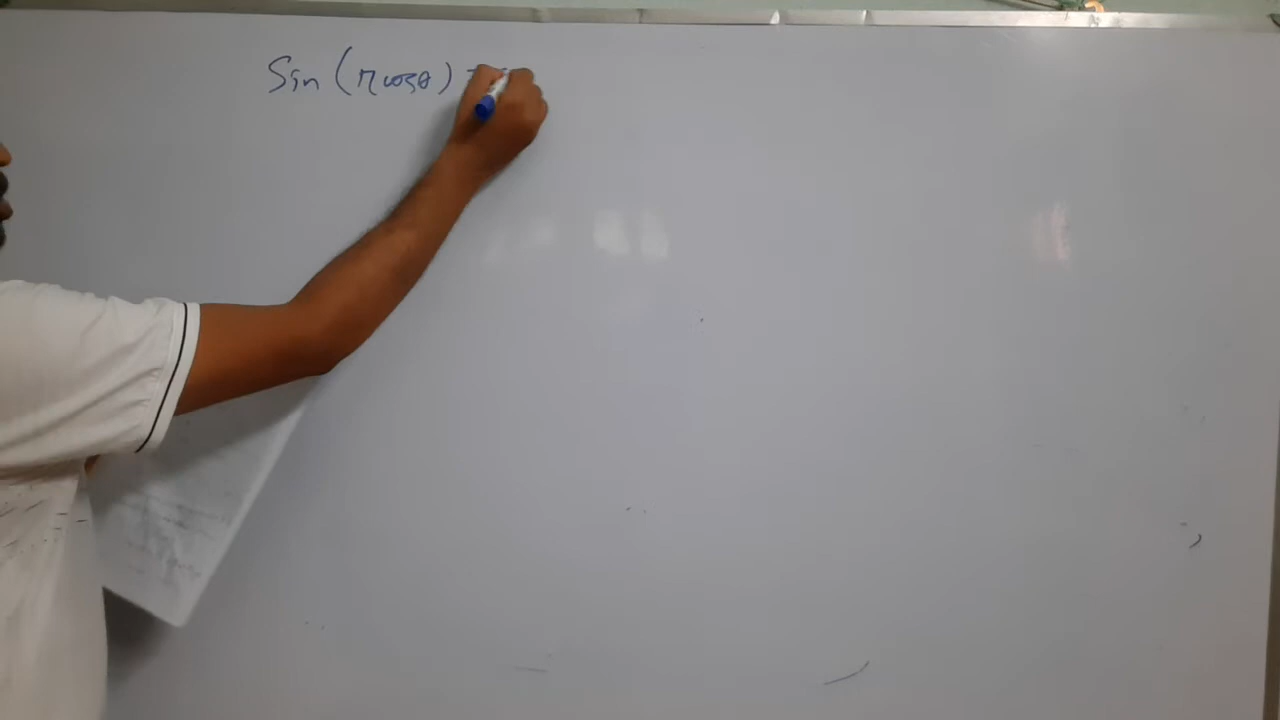 Sin (π cosθ) =